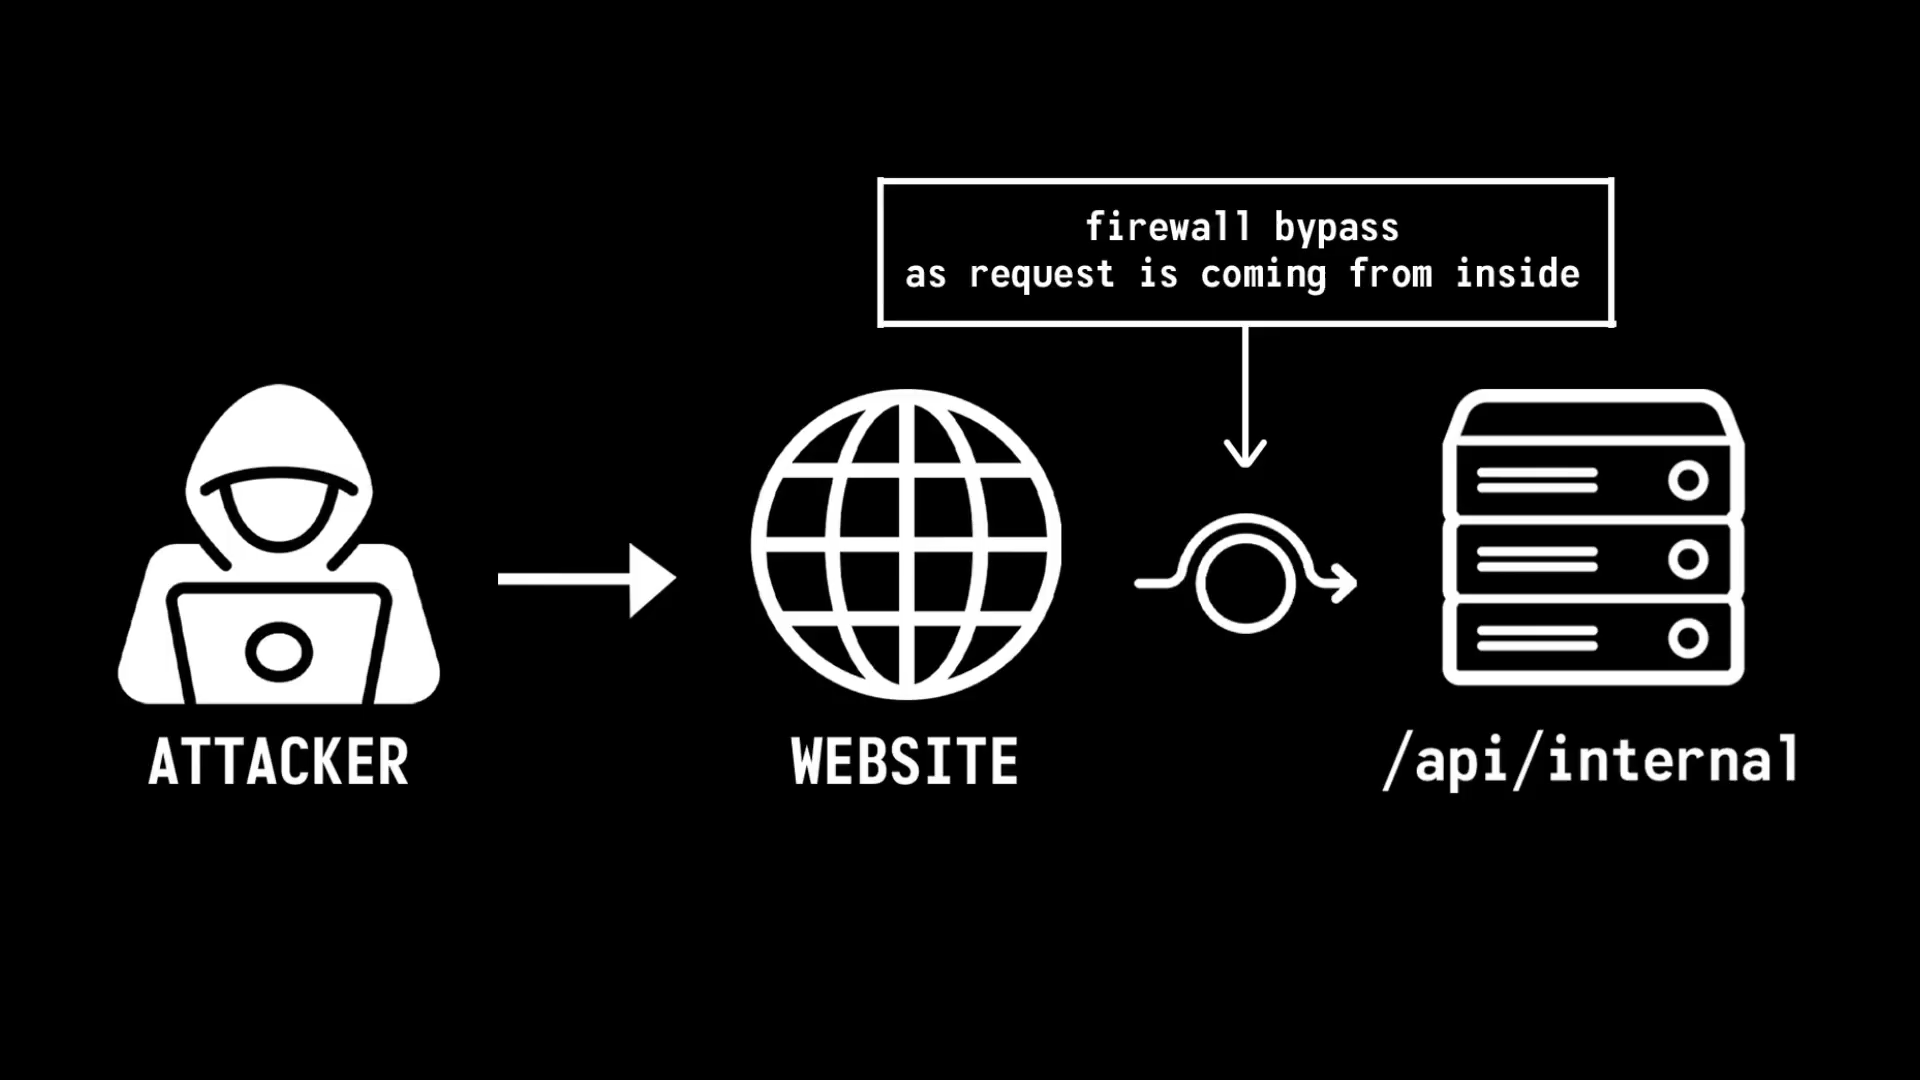 firewall bypass
as request is coming from inside
ATTACKER
WEBSITE
/api/internal